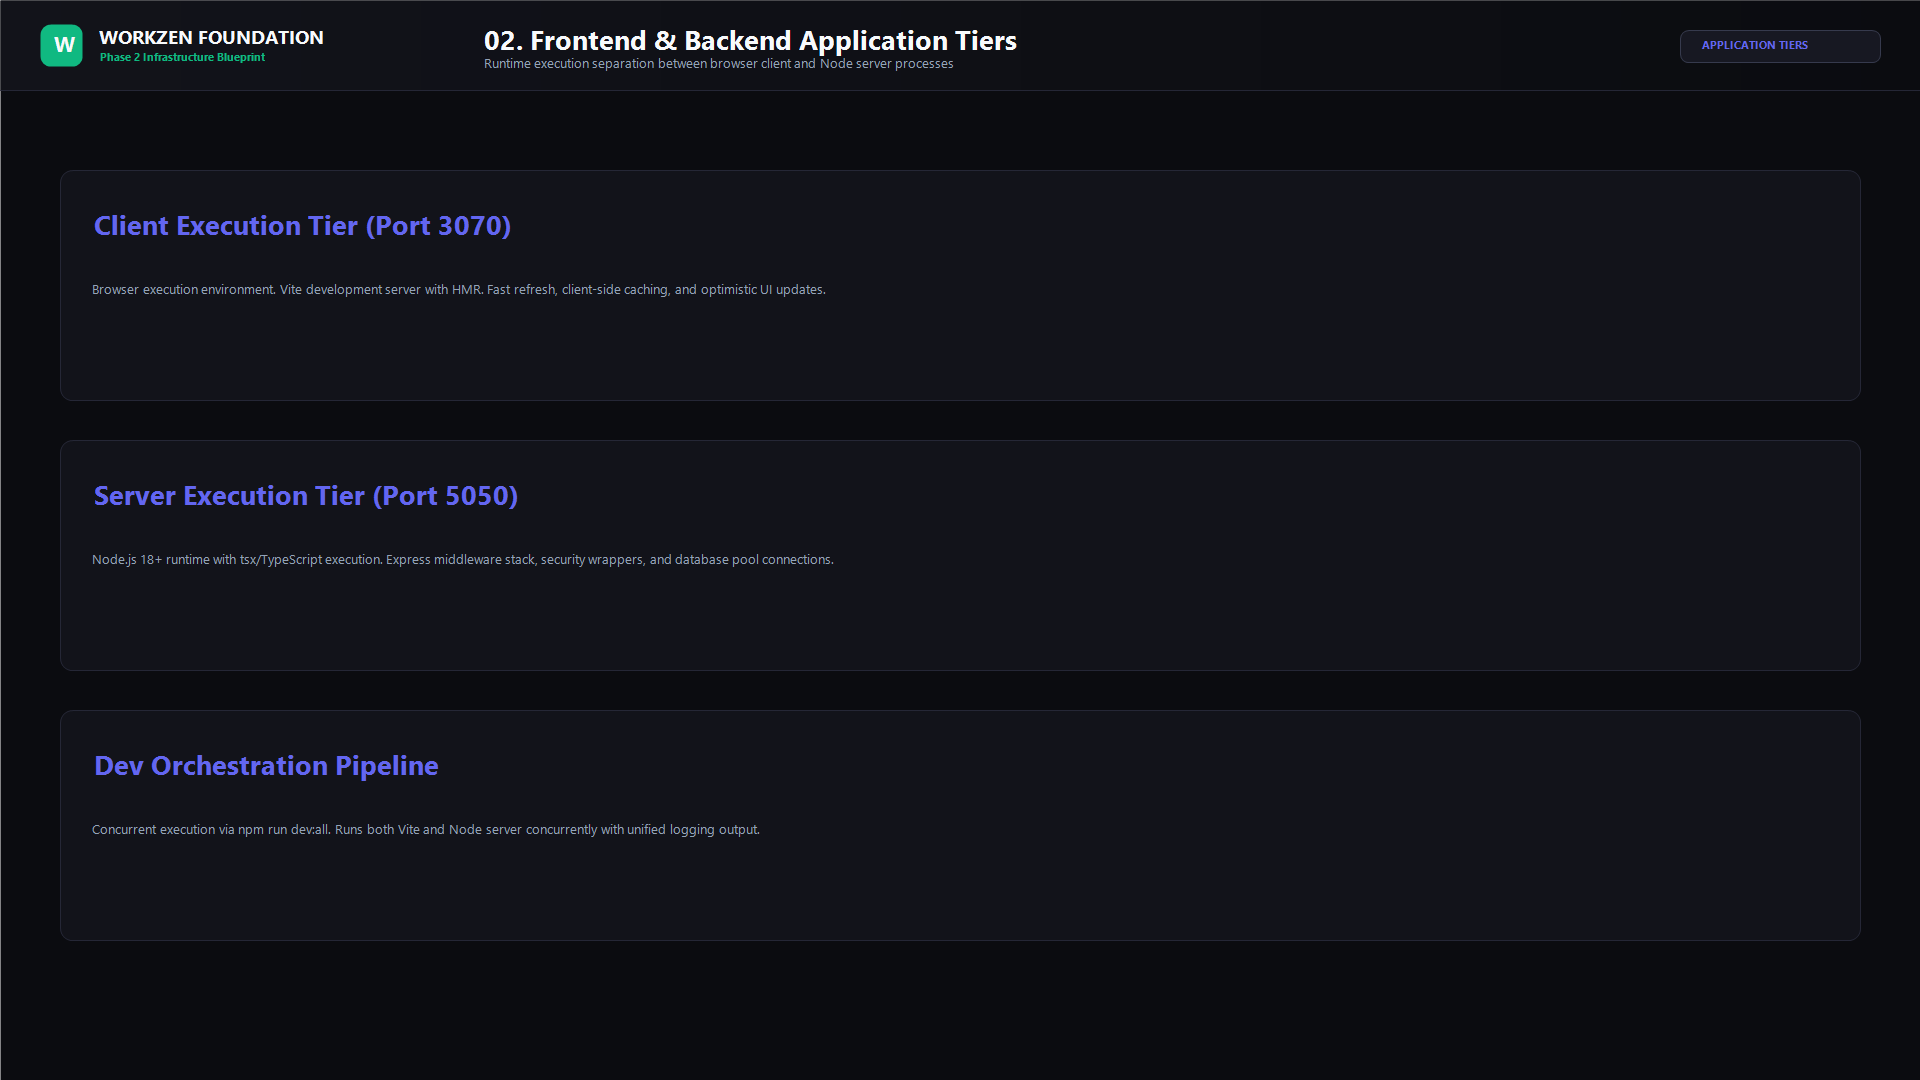 W
WORKZEN FOUNDATION
Phase 2 Infrastructure Blueprint
02. Frontend & Backend Application Tiers
Runtime execution separation between browser client and Node server processes
APPLICATION TIERS
Client Execution Tier (Port 3070)
Browser execution environment. Vite development server with HMR. Fast refresh, client-side caching, and optimistic UI updates.
Server Execution Tier (Port 5050)
Node.js 18+ runtime with tsx/TypeScript execution. Express middleware stack, security wrappers, and database pool connections.
Dev Orchestration Pipeline
Concurrent execution via npm run dev:all. Runs both Vite and Node server concurrently with unified logging output.